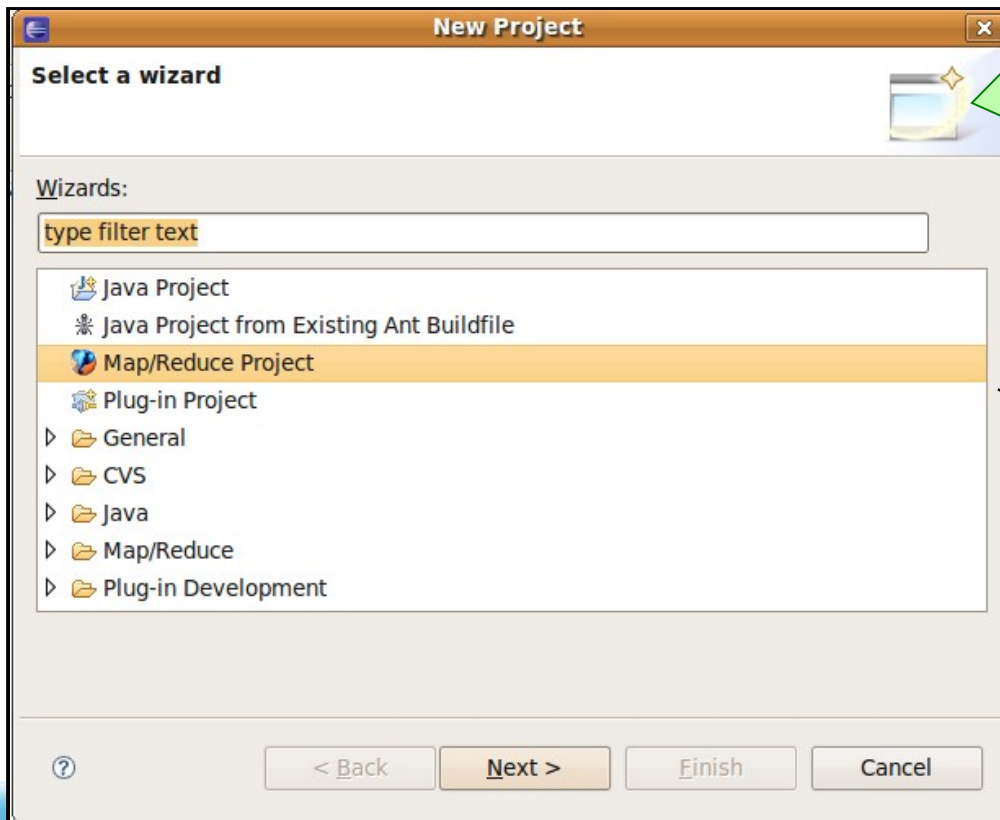 New Project
Select a wizard
Wizards:
type filter text
Java Project
Java Project from Existing Ant Buildfile
Map/Reduce Project
Plug-in Project
General
CVS
Java
Map/Reduce
Plug-in Development
< Back Next > Finish Cancel